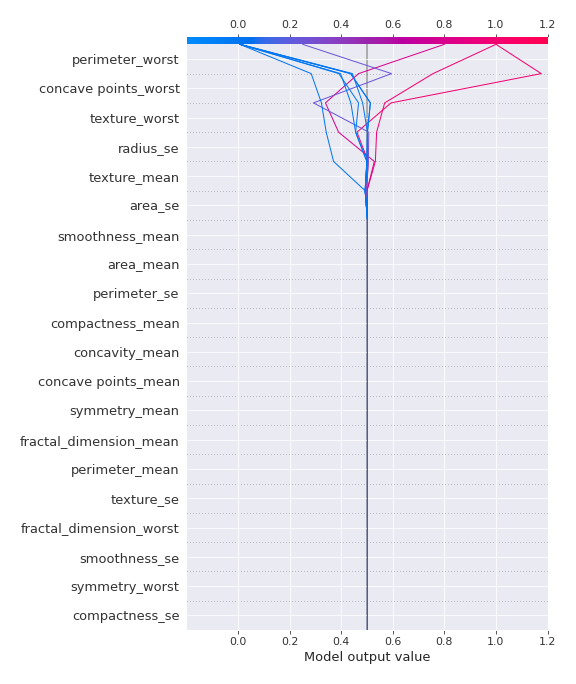 0.0 0.2 0.4 0.6 0.8 1.0 1.2
perimeter_worst
concave points_worst
texture_worst
radius_se
texture_mean
area_se
smoothness_mean
area_mean
perimeter_se
compactness_mean
concavity_mean
concave points_mean
symmetry_mean
fractal_dimension_mean
perimeter_mean
texture_se
fractal_dimension_worst
smoothness_se
symmetry_worst
compactness_se
0.0 0.2 0.4 0.6 0.8 1.0 1.2
Model output value